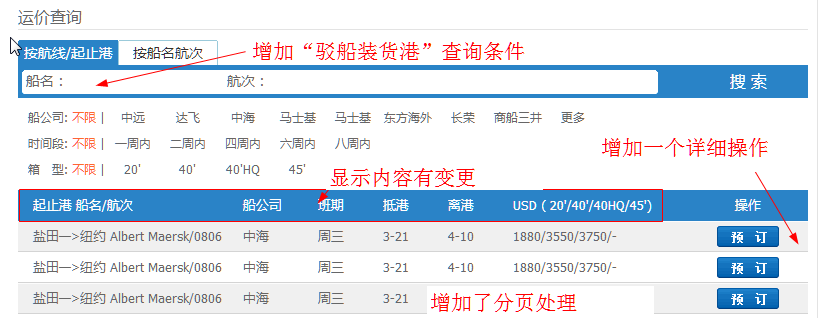 运价查询
按航线/起止港 按船名航次
增加“驳船装货港”查询条件
船名： 航次： 搜 索
船公司: 不限 | 中远 达飞 中海 马士基 马士基 东方海外 长荣 商船三井 更多
时间段: 不限 | 一周内 二周内 四周内 六周内 八周内
增加一个详细操作
箱 型: 不限 | 20' 40' 40'HQ 45'
显示内容有变更
起止港 船名/航次 船公司 班期 抵港 离港 USD ( 20'/40'/40HQ/45') 操作
盐田—>纽约 Albert Maersk/0806 中海 周三 3-21 4-10 1880/3550/3750/- 预 订
盐田—>纽约 Albert Maersk/0806 中海 周三 3-21 4-10 1880/3550/3750/- 预 订
盐田—>纽约 Albert Maersk/0806 中海 周三 3-21 预 订
增加了分页处理